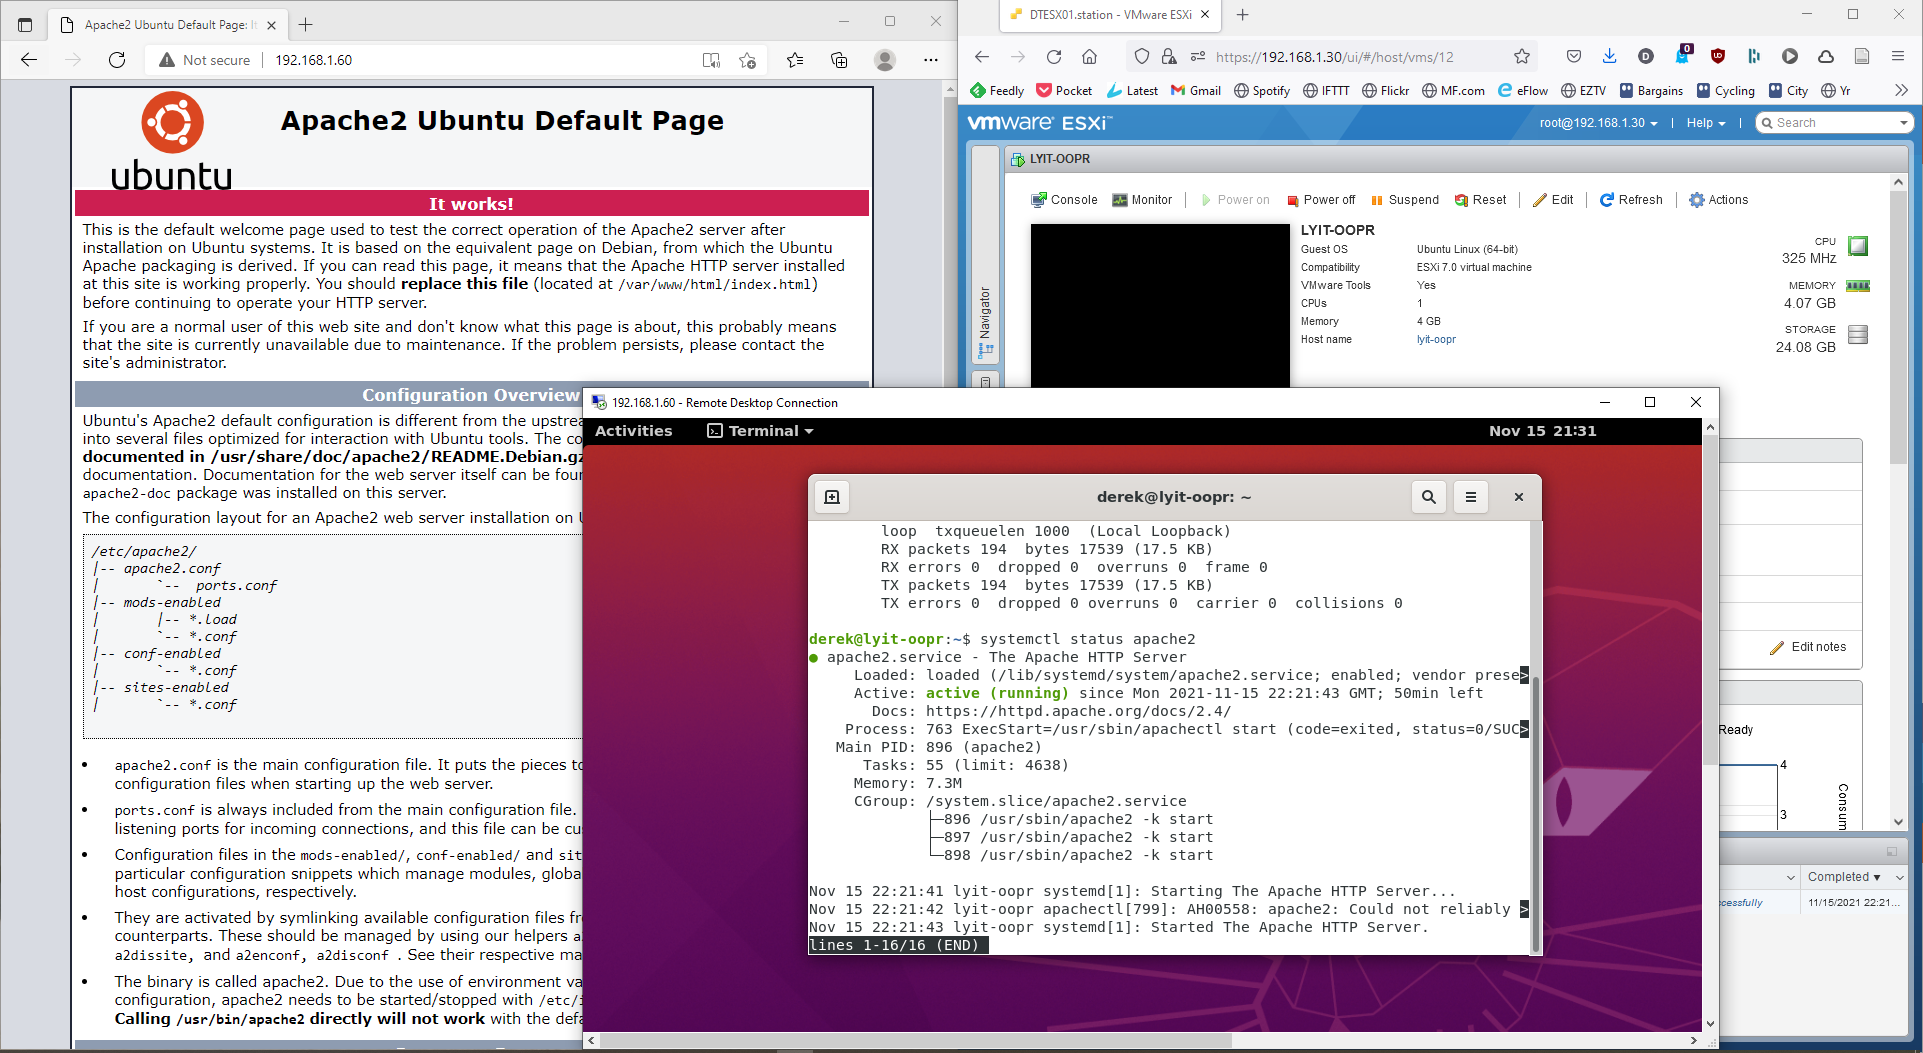 Apache2 Ubuntu Default Page: It
Not secure
192.168.1.60
ubuntu
Apache2 Ubuntu Default Page
It works!
This is the default welcome page used to test the correct operation of the Apache2 server after
installation on Ubuntu systems. It is based on the equivalent page on Debian, from which the Ubuntu
Apache packaging is derived. If you can read this page, it means that the Apache HTTP server installed
at this site is working properly. You should replace this file (located at /var/www/html/index.html)
before continuing to operate your HTTP server.
If you are a normal user of this web site and don't know what this page is about, this probably means
that the site is currently unavailable due to maintenance. If the problem persists, please contact the
site's administrator.
Configuration Overview
Ubuntu's Apache2 default configuration is different from the upstrea
into several files optimized for interaction with Ubuntu tools. The co
documented in /usr/share/doc/apache2/README.Debian.gz
documentation. Documentation for the web server itself can be fou
apache2-doc package was installed on this server.
The configuration layout for an Apache2 web server installation on U
/etc/apache2/
|-- apache2.conf
|       `--  ports.conf
|-- mods-enabled
|       |-- *.load
|       `-- *.conf
|-- conf-enabled
|       `-- *.conf
|-- sites-enabled
|       `-- *.conf
• apache2.conf is the main configuration file. It puts the pieces to
configuration files when starting up the web server.
• ports.conf is always included from the main configuration file.
listening ports for incoming connections, and this file can be cu
• Configuration files in the mods-enabled/, conf-enabled/ and sit
particular configuration snippets which manage modules, globa
host configurations, respectively.
• They are activated by symlinking available configuration files fr
counterparts. These should be managed by using our helpers a
a2dissite, and a2enconf, a2disconf . See their respective ma
• The binary is called apache2. Due to the use of environment va
configuration, apache2 needs to be started/stopped with /etc/i
Calling /usr/bin/apache2 directly will not work with the defa
DTESX01.station - VMware ESXi
https://192.168.1.30/ui/#/host/vms/12
D
0
Feedly Pocket Latest Gmail Spotify IFTTT Flickr MF.com eFlow EZTV Bargains Cycling City Yr
vmware ESXi™
root@192.168.1.30
Help
Search
Navigator
LYIT-OOPR
Console Monitor Power on Power off Suspend Reset Edit Refresh Actions
LYIT-OOPR
Guest OS Ubuntu Linux (64-bit)
Compatibility ESXi 7.0 virtual machine
VMware Tools Yes
CPUs 1
Memory 4 GB
Host name lyit-oopr
CPU
325 MHz
MEMORY
4.07 GB
STORAGE
24.08 GB
Edit notes
Ready
4
3
Consum
Completed
cessfully
11/15/2021 22:21...
192.168.1.60 - Remote Desktop Connection
Activities Terminal Nov 15 21:31
derek@lyit-oopr: ~
loop  txqueuelen 1000  (Local Loopback)
RX packets 194  bytes 17539 (17.5 KB)
RX errors 0  dropped 0  overruns 0  frame 0
TX packets 194  bytes 17539 (17.5 KB)
TX errors 0  dropped 0 overruns 0  carrier 0  collisions 0
derek@lyit-oopr:~$ systemctl status apache2
● apache2.service - The Apache HTTP Server
Loaded: loaded (/lib/systemd/system/apache2.service; enabled; vendor prese>
Active: active (running) since Mon 2021-11-15 22:21:43 GMT; 50min left
Docs: https://httpd.apache.org/docs/2.4/
Process: 763 ExecStart=/usr/sbin/apachectl start (code=exited, status=0/SUC>
Main PID: 896 (apache2)
Tasks: 55 (limit: 4638)
Memory: 7.3M
CGroup: /system.slice/apache2.service
├─896 /usr/sbin/apache2 -k start
├─897 /usr/sbin/apache2 -k start
└─898 /usr/sbin/apache2 -k start
Nov 15 22:21:41 lyit-oopr systemd[1]: Starting The Apache HTTP Server...
Nov 15 22:21:42 lyit-oopr apachectl[799]: AH00558: apache2: Could not reliably >
Nov 15 22:21:43 lyit-oopr systemd[1]: Started The Apache HTTP Server.
lines 1-16/16 (END)